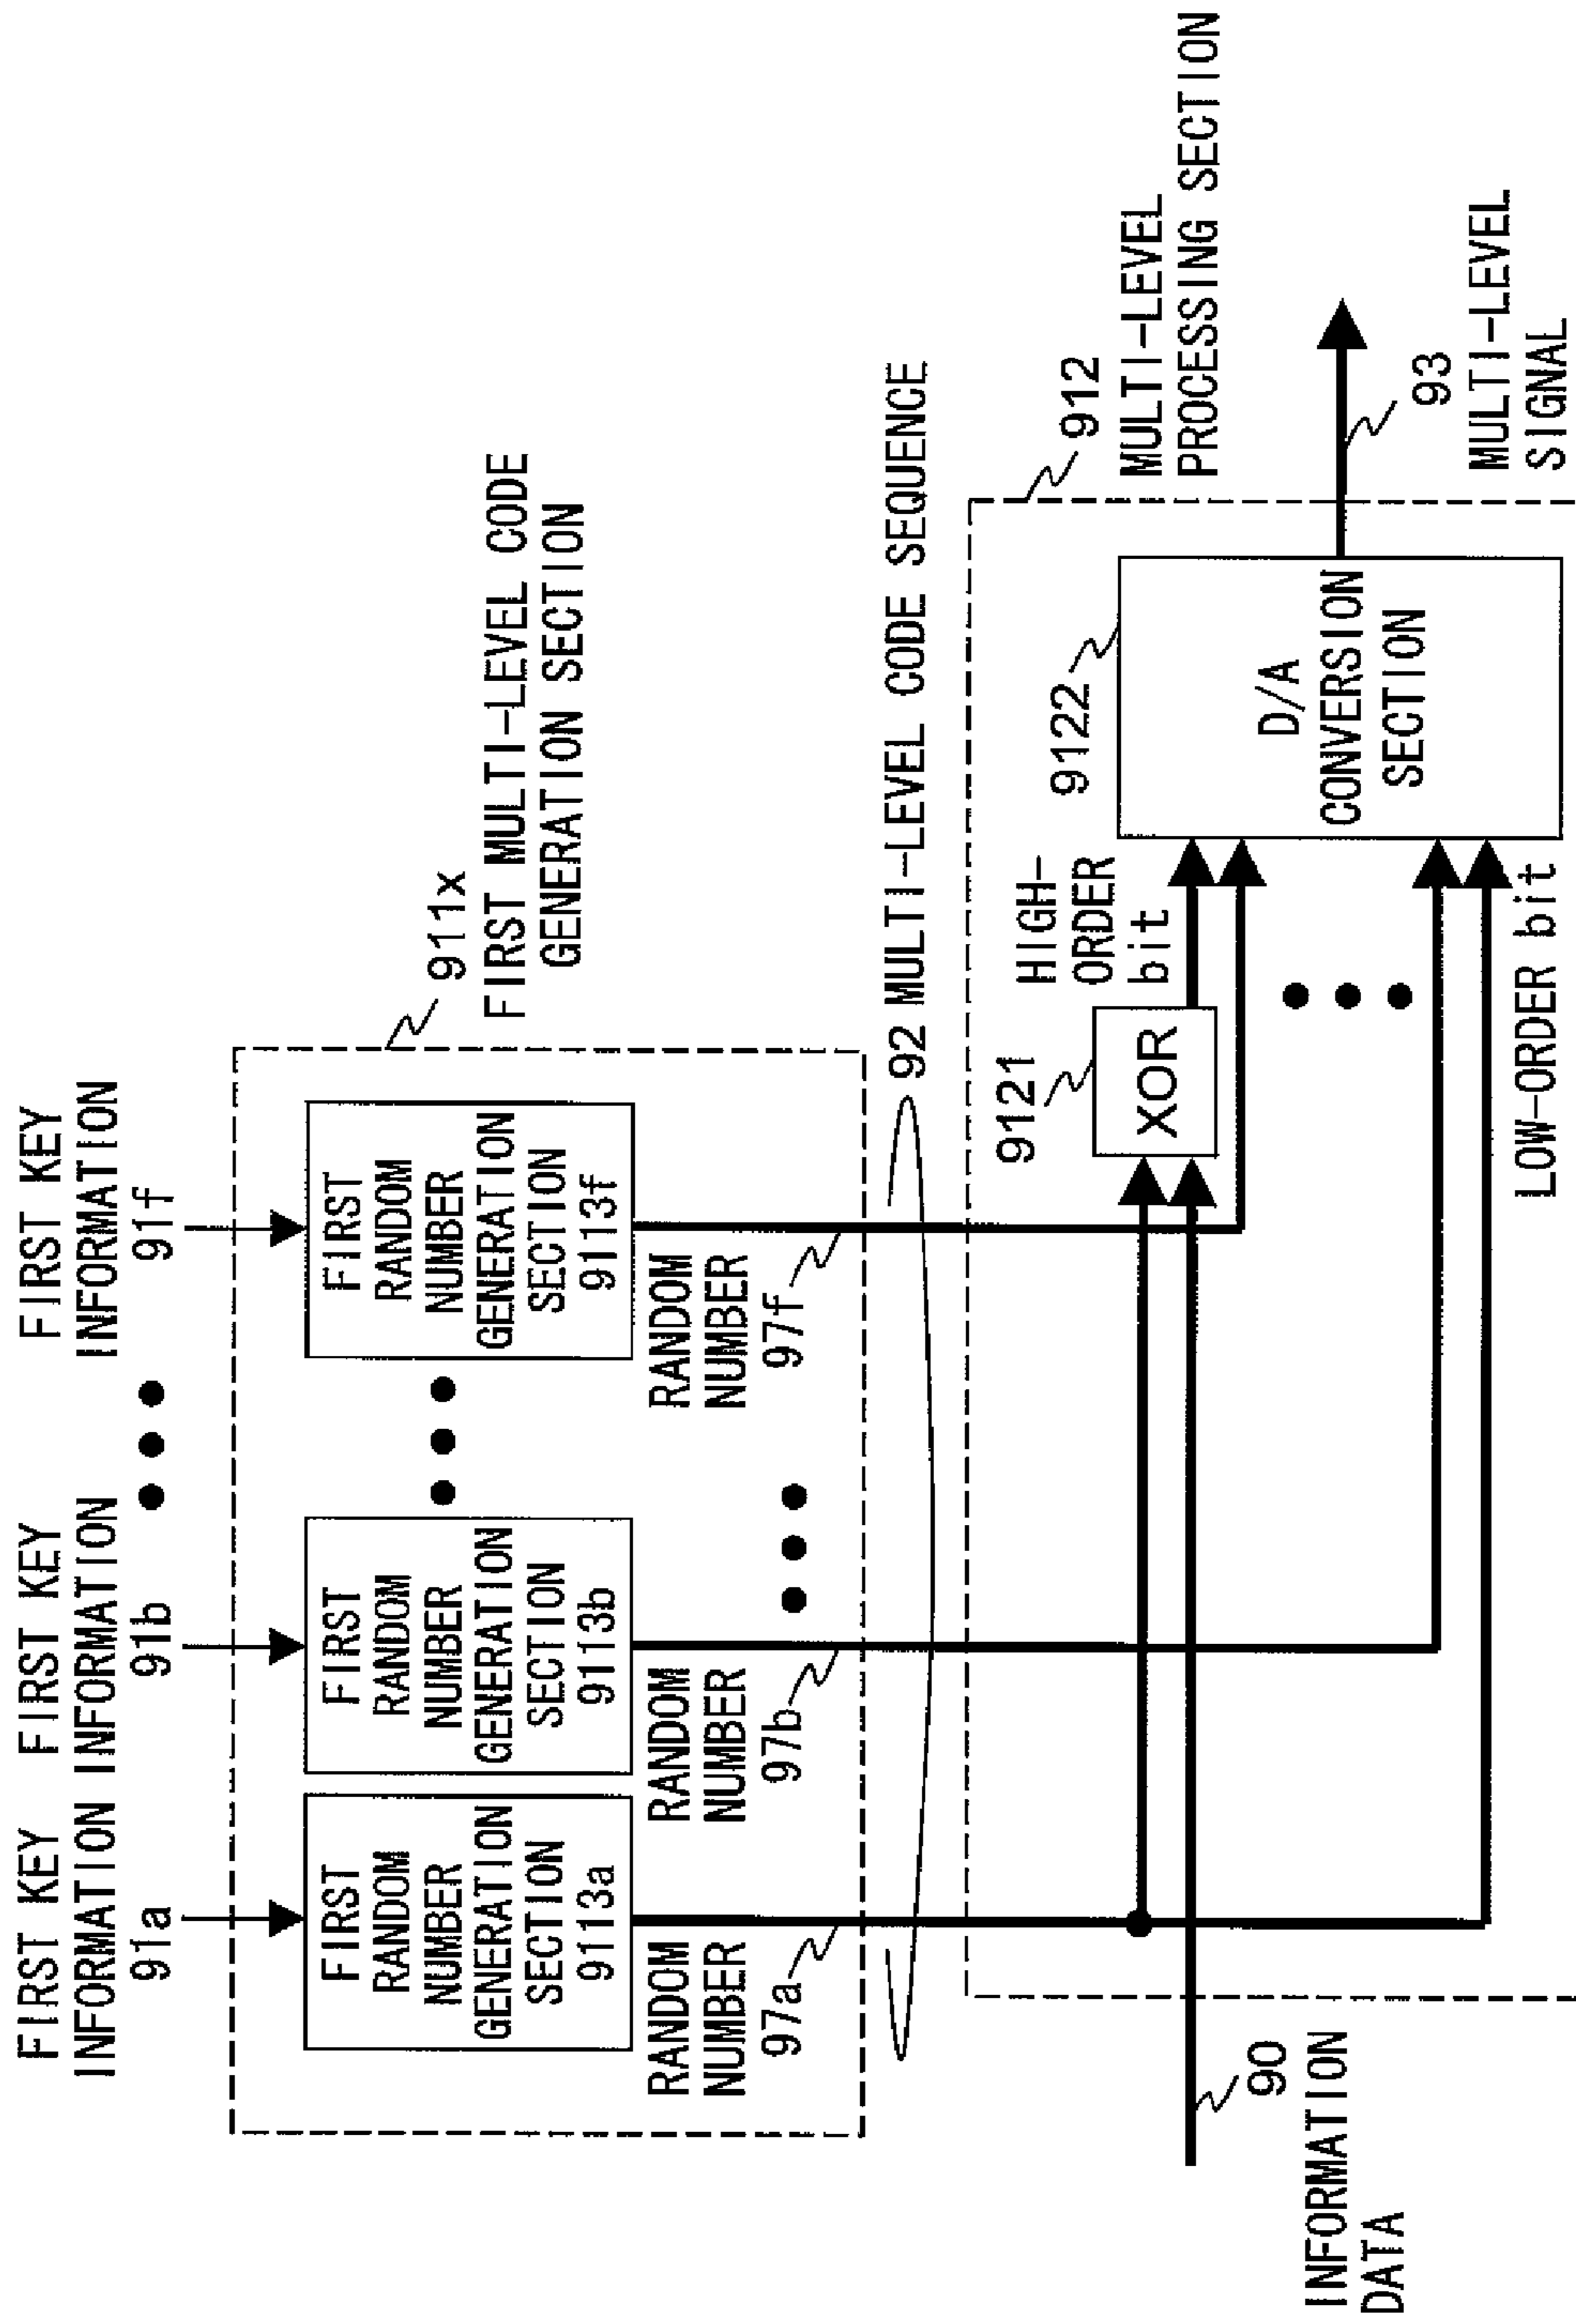 FIRST KEY
INFORMATION
91a
FIRST KEY
INFORMATION
91b
FIRST KEY
INFORMATION
91f
911x
FIRST MULTI-LEVEL CODE
GENERATION SECTION
FIRST
RANDOM
NUMBER
GENERATION
SECTION
9113a
FIRST
RANDOM
NUMBER
GENERATION
SECTION
9113b
FIRST
RANDOM
NUMBER
GENERATION
SECTION
9113f
RANDOM
NUMBER
97a
RANDOM
NUMBER
97b
RANDOM
NUMBER
97f
92 MULTI-LEVEL CODE SEQUENCE
912
MULTI-LEVEL
PROCESSING SECTION
9121
XOR
HIGH-
ORDER
bit
9122
D/A
CONVERSION
SECTION
LOW-ORDER bit
90
INFORMATION
DATA
93
MULTI-LEVEL
SIGNAL